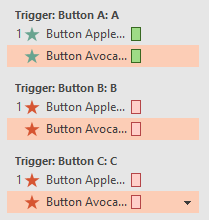 Trigger: Button A: A
1 Button Apple...
Button Avoca...
Trigger: Button B: B
1 Button Apple...
Button Avoca...
Trigger: Button C: C
1 Button Apple...
Button Avoca...